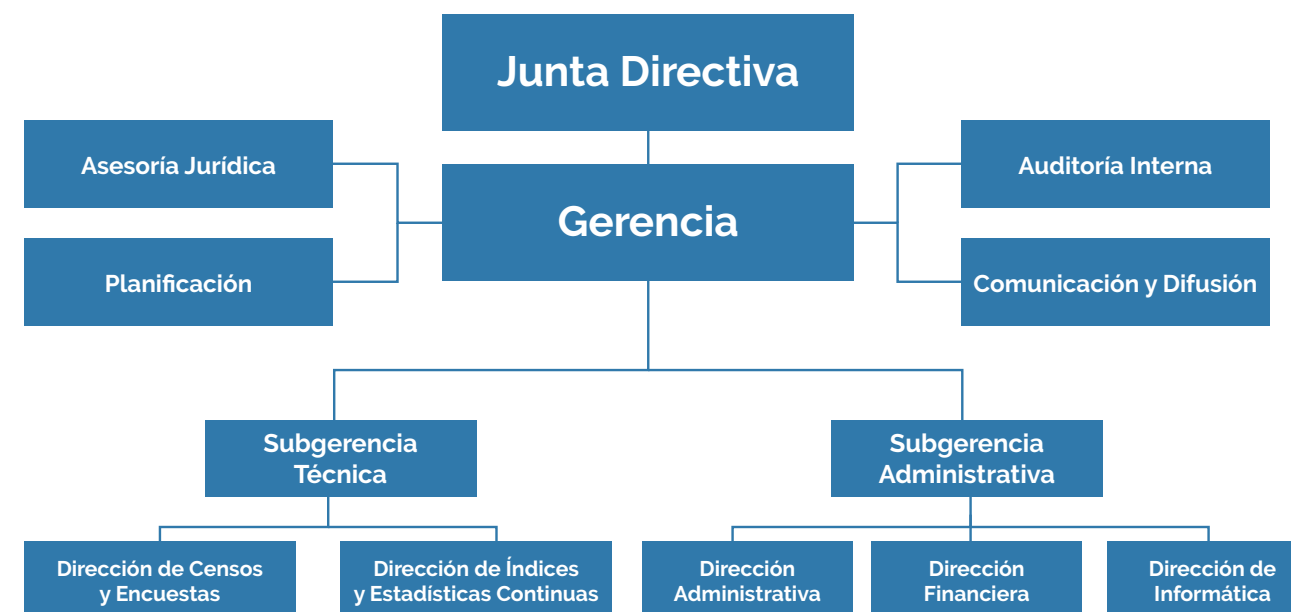 Junta Directiva
Asesoría Jurídica
Auditoría Interna
Gerencia
Planificación
Comunicación y Difusión
Subgerencia
Técnica
Subgerencia
Administrativa
Dirección de Censos
y Encuestas
Dirección de Índices
y Estadísticas Continuas
Dirección
Administrativa
Dirección
Financiera
Dirección de
Informática